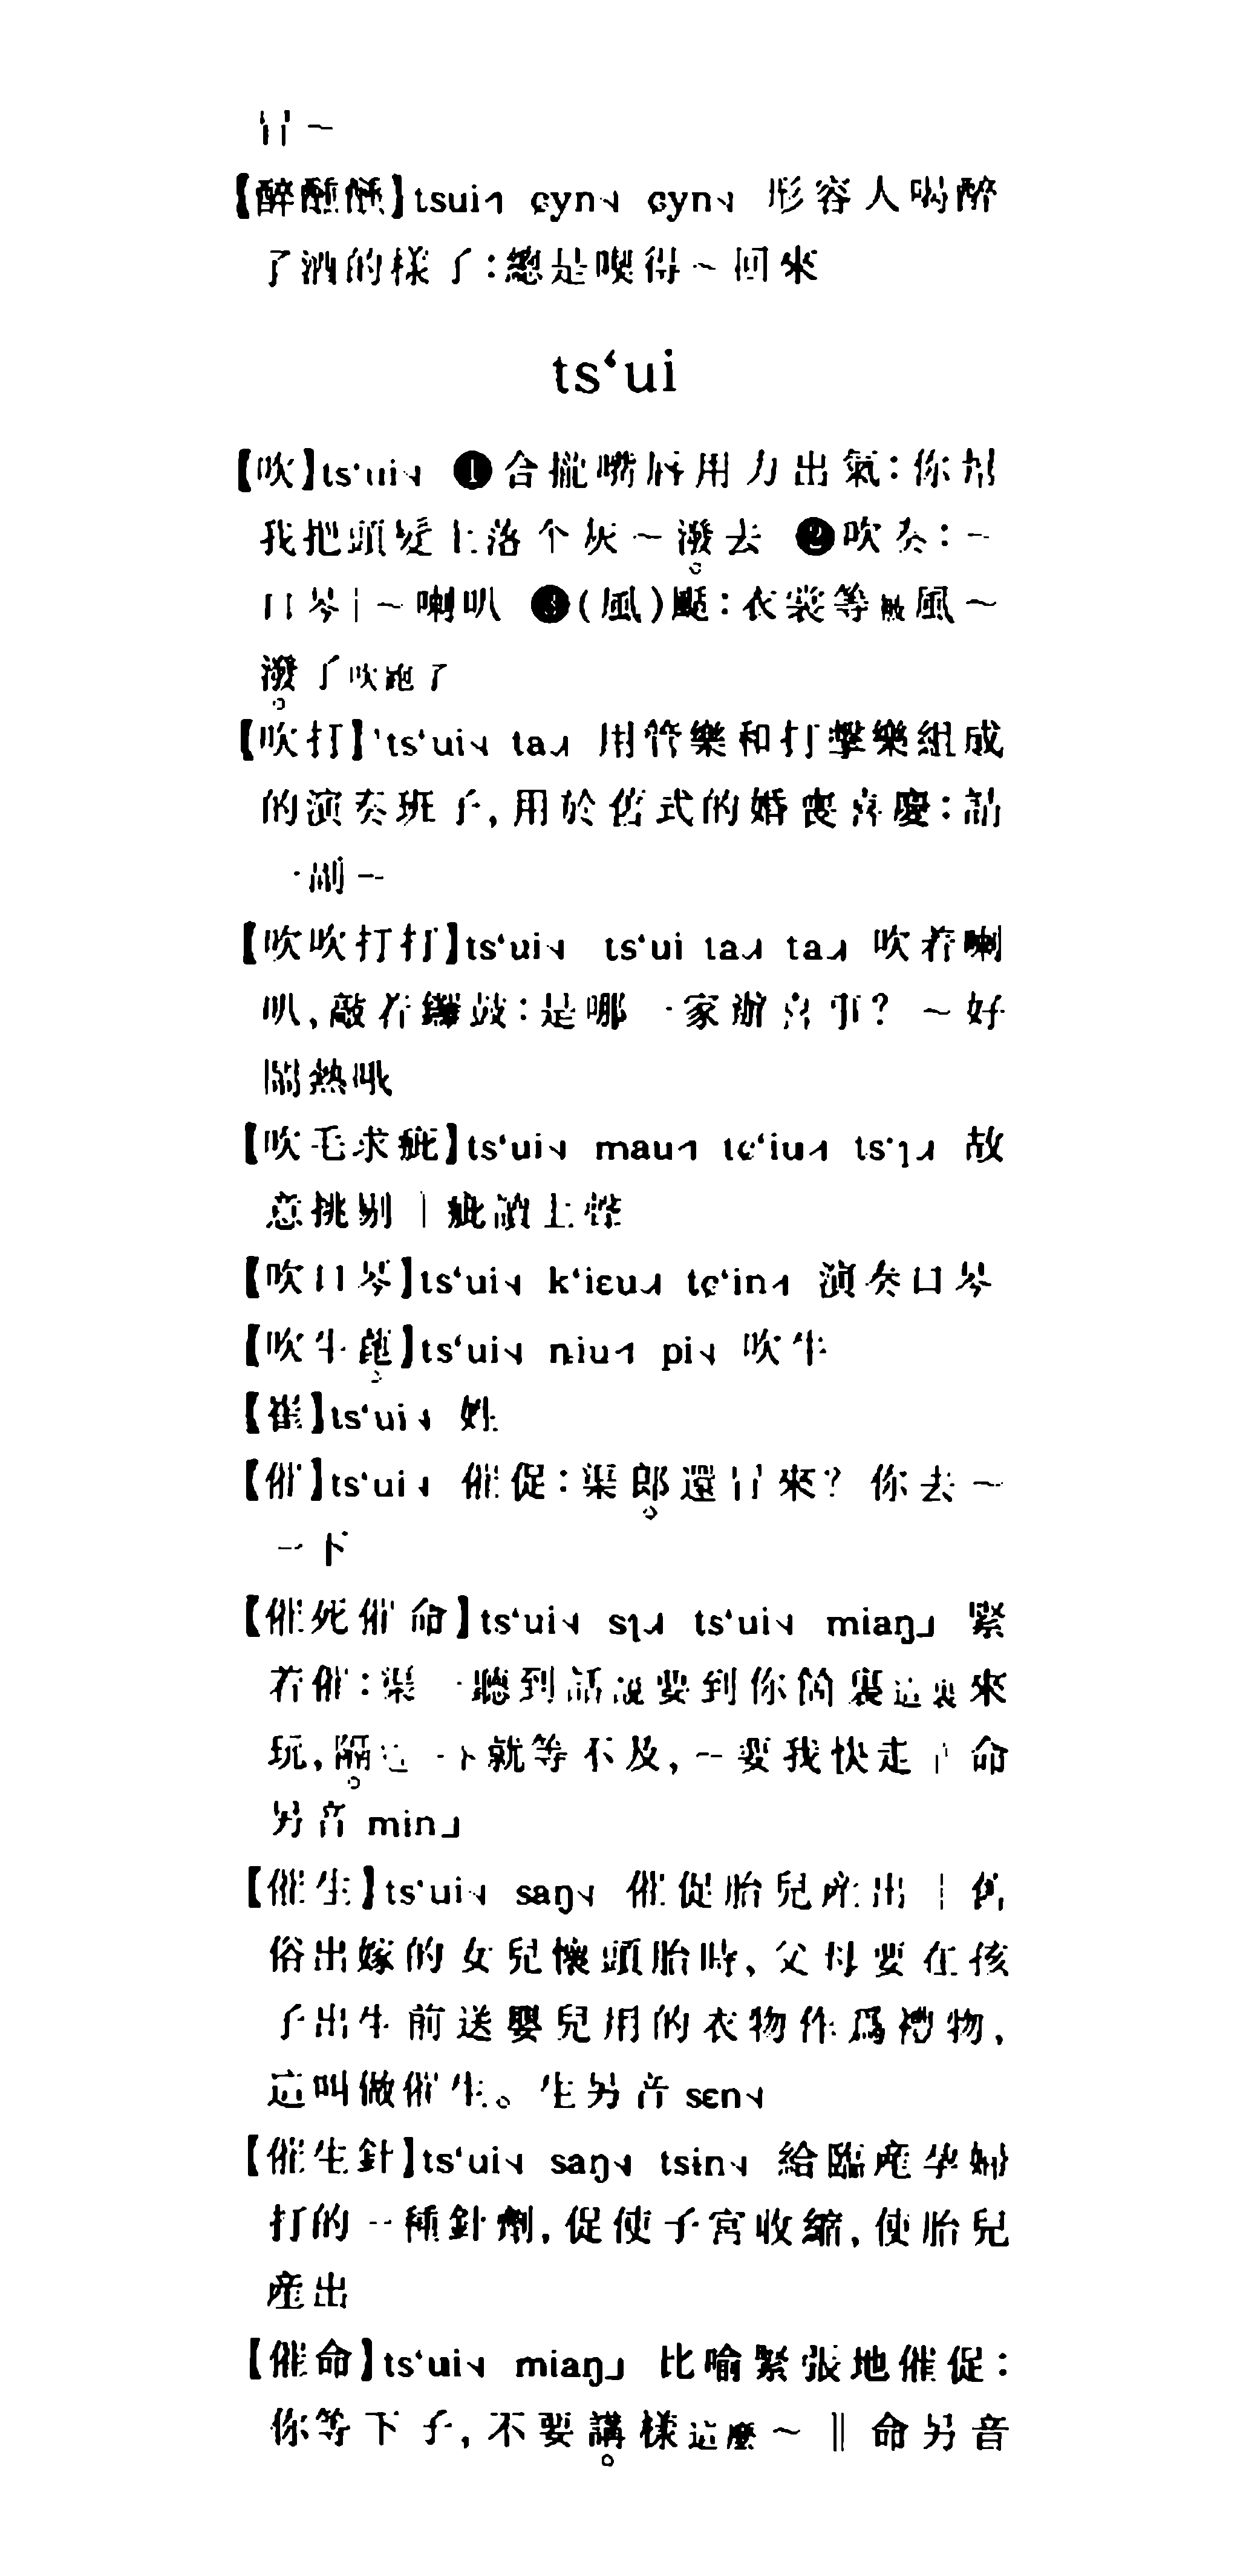 冇～
【醉醺醺】tsui˧˥ ɕyn˨˧ ɕyn˨˧ 形容人喝醉
了酒的樣子：總是喫得～回來
ts‘ui
【吹】ts‘ui˨˧ ❶合攏嘴唇用力出氣：你幫
我把頭髮上落个灰～潑去 ❷吹奏：～
口琴｜～喇叭 ❸（風）颳：衣裳等被風～
潑了吹跑了
【吹打】ts‘ui˨˧ ta˨˩ 用管樂和打擊樂組成
的演奏班子，用於舊式的婚喪喜慶：請
一副～
【吹吹打打】ts‘ui˨˧ ts‘ui ta˨˩ ta˨˩ 吹着喇
叭，敲着鑼鼓：是哪一家辦喜事？～好
鬧熱哦
【吹毛求疵】ts‘ui˨˧ mau˧˥ tɕ‘iu˧˥ ts‘ɿ˨˩ 故
意挑剔｜疵讀上聲
【吹口琴】ts‘ui˨˧ k‘iɛu˨˩ tɕ‘in˧˥ 演奏口琴
【吹牛】ts‘ui˨˧ niu˧˥ pi˨˧ 吹牛
【崔】ts‘ui˨˧ 姓
【催】ts‘ui˨˧ 催促：渠郎還冇來？你去～
一下
【催死催命】ts‘ui˨˧ sɿ˨˩ ts‘ui˨˧ miaŋ˩ 緊
着催：渠一聽到話說要到你箇裏這裏來
玩，隔一下就等不及，～要我快走｜命
另音 min˩
【催生】ts‘ui˨˧ saŋ˨˧ 催促胎兒産出｜舊
俗出嫁的女兒懷頭胎時，父母要在孩
子出生前送嬰兒用的衣物作爲禮物，
這叫做催生。生另音 sɛn˨˧
【催生針】ts‘ui˨˧ saŋ˨˧ tsin˨˧ 給臨産孕婦
打的一種針劑，促使子宮收縮，使胎兒
産出
【催命】ts‘ui˨˧ miaŋ˩ 比喻緊張地催促：
你等下子，不要講樣這麽～‖命另音